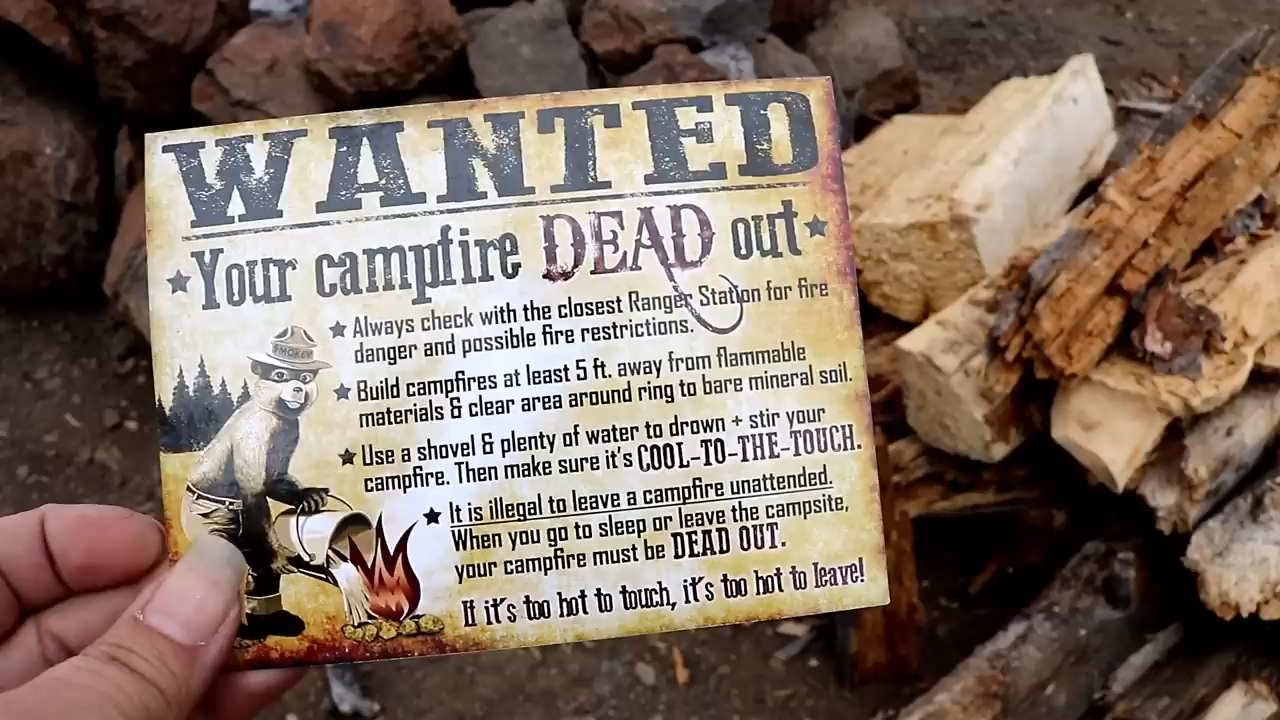 WANTED
Your campfire DEAD out
Always check with the closest Ranger Station for fire
danger and possible fire restrictions.
SMOKEY
Build campfires at least 5 ft. away from flammable
materials & clear area around ring to bare mineral soil.
Use a shovel & plenty of water to drown + stir your
campfire. Then make sure it's COOL-TO-THE-TOUCH.
It is illegal to leave a campfire unattended.
When you go to sleep or leave the campsite,
your campfire must be DEAD OUT.
If it's too hot to touch, it's too hot to leave!